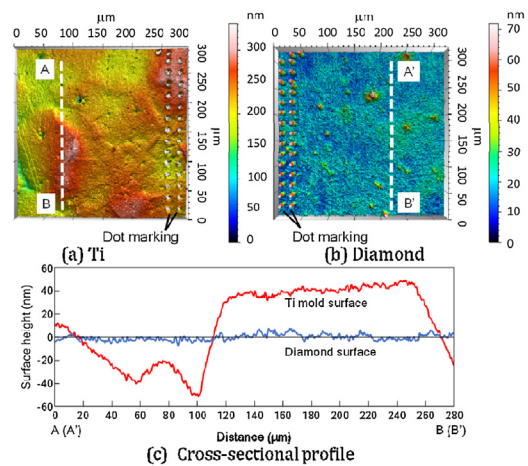 µm
µm
nm
nm
0 50 100 150 200 250 300
0 50 100 150 200 250 300
300
250
200
150
100
50
0
µm
300
200
100
0
300
250
200
150
100
50
0
µm
70
60
50
40
30
20
10
0
A
B
A'
B'
Dot marking
Dot marking
(a) Ti
(b) Diamond
Surface height (nm)
60
40
20
0
-20
-40
-60
Ti mold surface
Diamond surface
0 20 40 60 80 100 120 140 160 180 200 220 240 260 280
A (A')
Distance (µm)
B (B')
(c) Cross-sectional profile